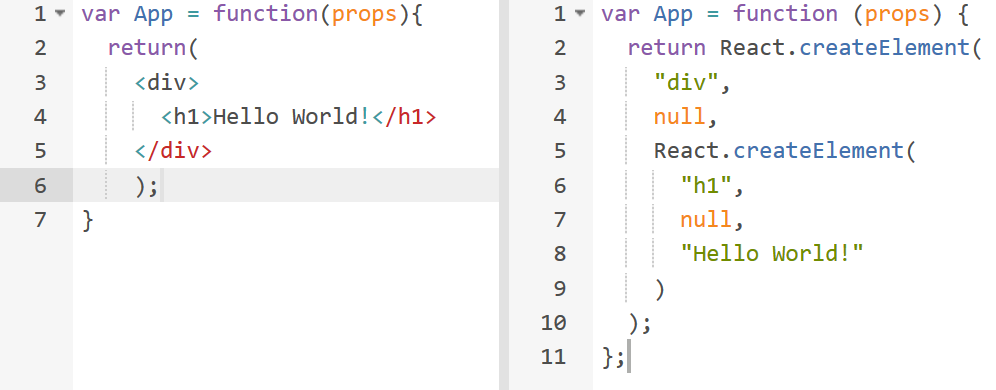 1 var App = function(props){
2 return(
3 <div>
4 <h1>Hello World!</h1>
5 </div>
6 );
7 }
1 var App = function (props) {
2 return React.createElement(
3 "div",
4 null,
5 React.createElement(
6 "h1",
7 null,
8 "Hello World!"
9 )
10 );
11 };